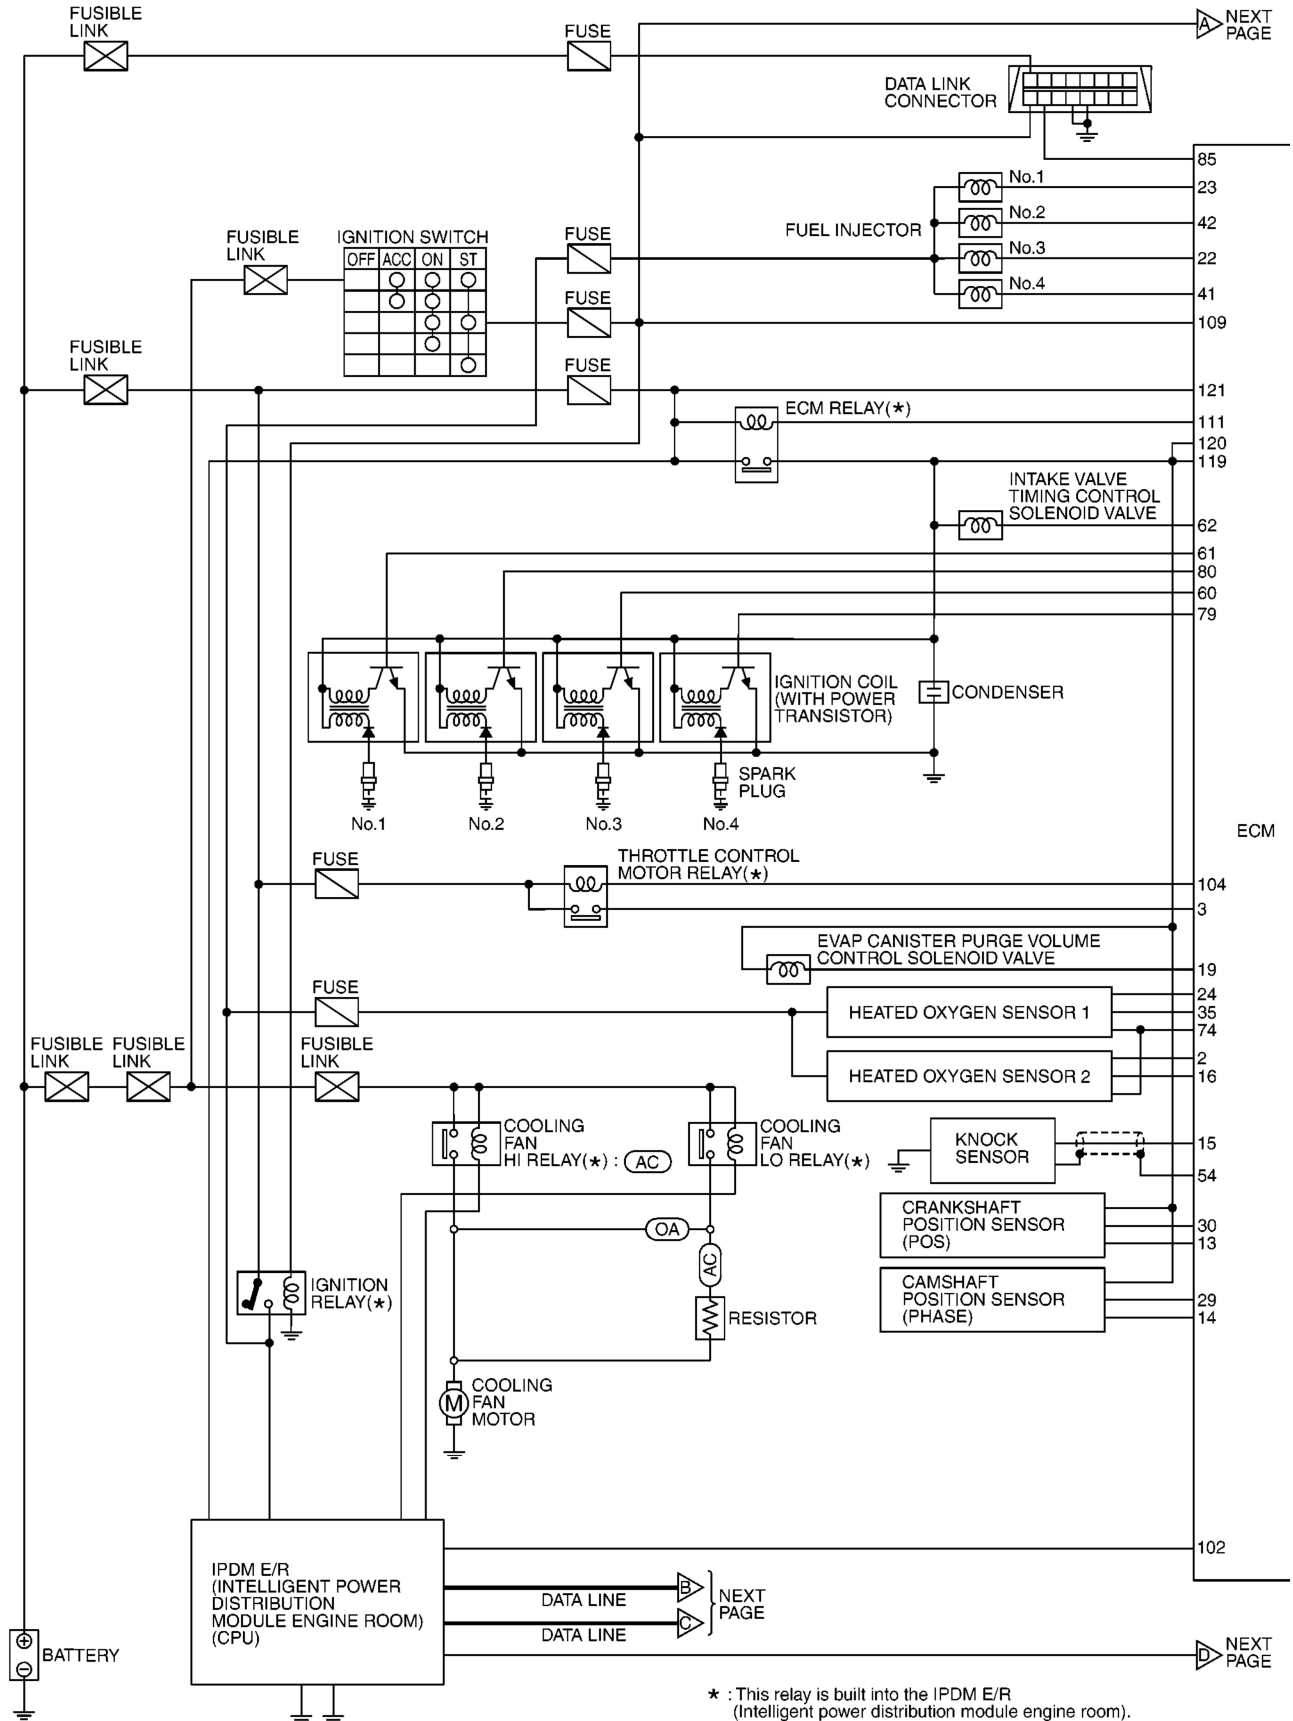 FUSIBLE
LINK
FUSE
A
NEXT
PAGE
DATA LINK
CONNECTOR
85
No.1
23
No.2
42
FUEL INJECTOR
No.3
22
No.4
41
FUSIBLE
LINK
IGNITION SWITCH
OFF ACC ON ST
FUSE
FUSE
109
FUSIBLE
LINK
FUSE
121
ECM RELAY(*)
111
120
119
INTAKE VALVE
TIMING CONTROL
SOLENOID VALVE
62
61
80
60
79
IGNITION COIL
(WITH POWER
TRANSISTOR)
CONDENSER
SPARK
PLUG
No.1
No.2
No.3
No.4
ECM
FUSE
THROTTLE CONTROL
MOTOR RELAY(*)
104
3
EVAP CANISTER PURGE VOLUME
CONTROL SOLENOID VALVE
19
FUSE
HEATED OXYGEN SENSOR 1
24
35
74
FUSIBLE
LINK
FUSIBLE
LINK
FUSIBLE
LINK
HEATED OXYGEN SENSOR 2
2
16
COOLING
FAN
HI RELAY(*) : AC
COOLING
FAN
LO RELAY(*)
KNOCK
SENSOR
15
54
OA
AC
CRANKSHAFT
POSITION SENSOR
(POS)
30
13
IGNITION
RELAY(*)
RESISTOR
CAMSHAFT
POSITION SENSOR
(PHASE)
29
14
M
COOLING
FAN
MOTOR
102
IPDM E/R
(INTELLIGENT POWER
DISTRIBUTION
MODULE ENGINE ROOM)
(CPU)
B
DATA LINE
C
DATA LINE
NEXT
PAGE
BATTERY
D
NEXT
PAGE
* : This relay is built into the IPDM E/R
(Intelligent power distribution module engine room).